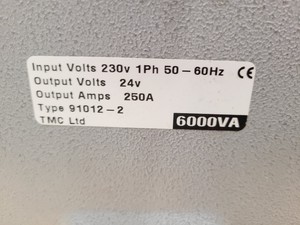 Input Volts 230v 1Ph 50-60Hz CE
Output Volts 24v
Output Amps 250A
Type 91012-2
TMC Ltd 6000VA